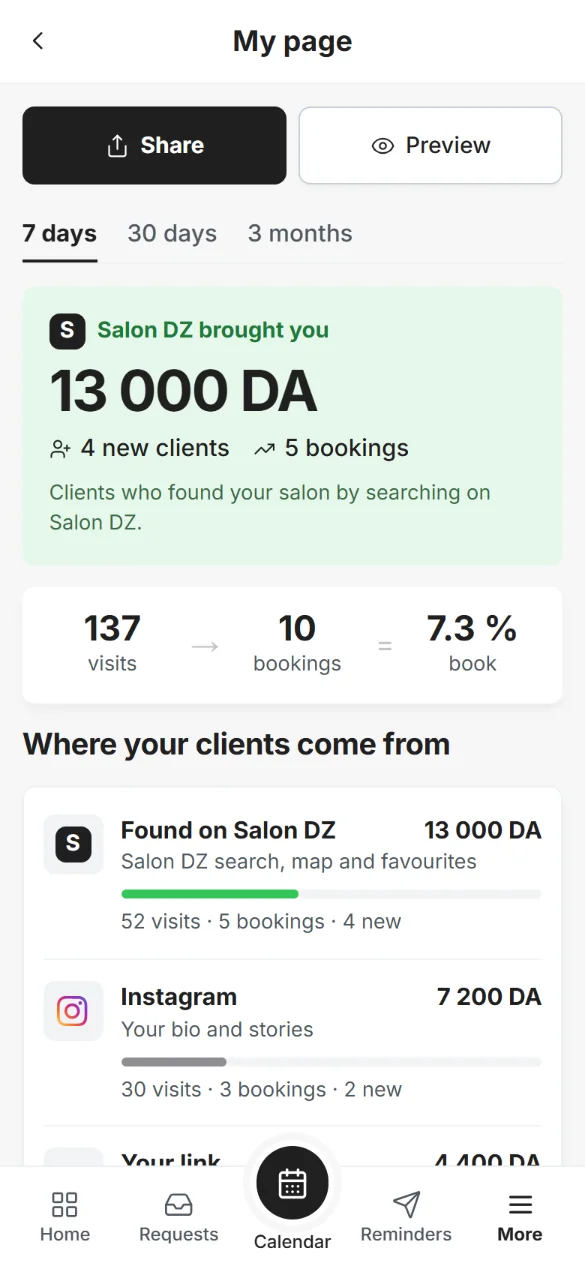 My page
Share
Preview
7 days
30 days
3 months
S
Salon DZ brought you
13 000 DA
4 new clients
5 bookings
Clients who found your salon by searching on
Salon DZ.
137
visits
→
10
bookings
=
7.3 %
book
Where your clients come from
S
Found on Salon DZ
13 000 DA
Salon DZ search, map and favourites
52 visits · 5 bookings · 4 new
Instagram
7 200 DA
Your bio and stories
30 visits · 3 bookings · 2 new
Your link
4 400 DA
Home
Requests
Calendar
Reminders
More